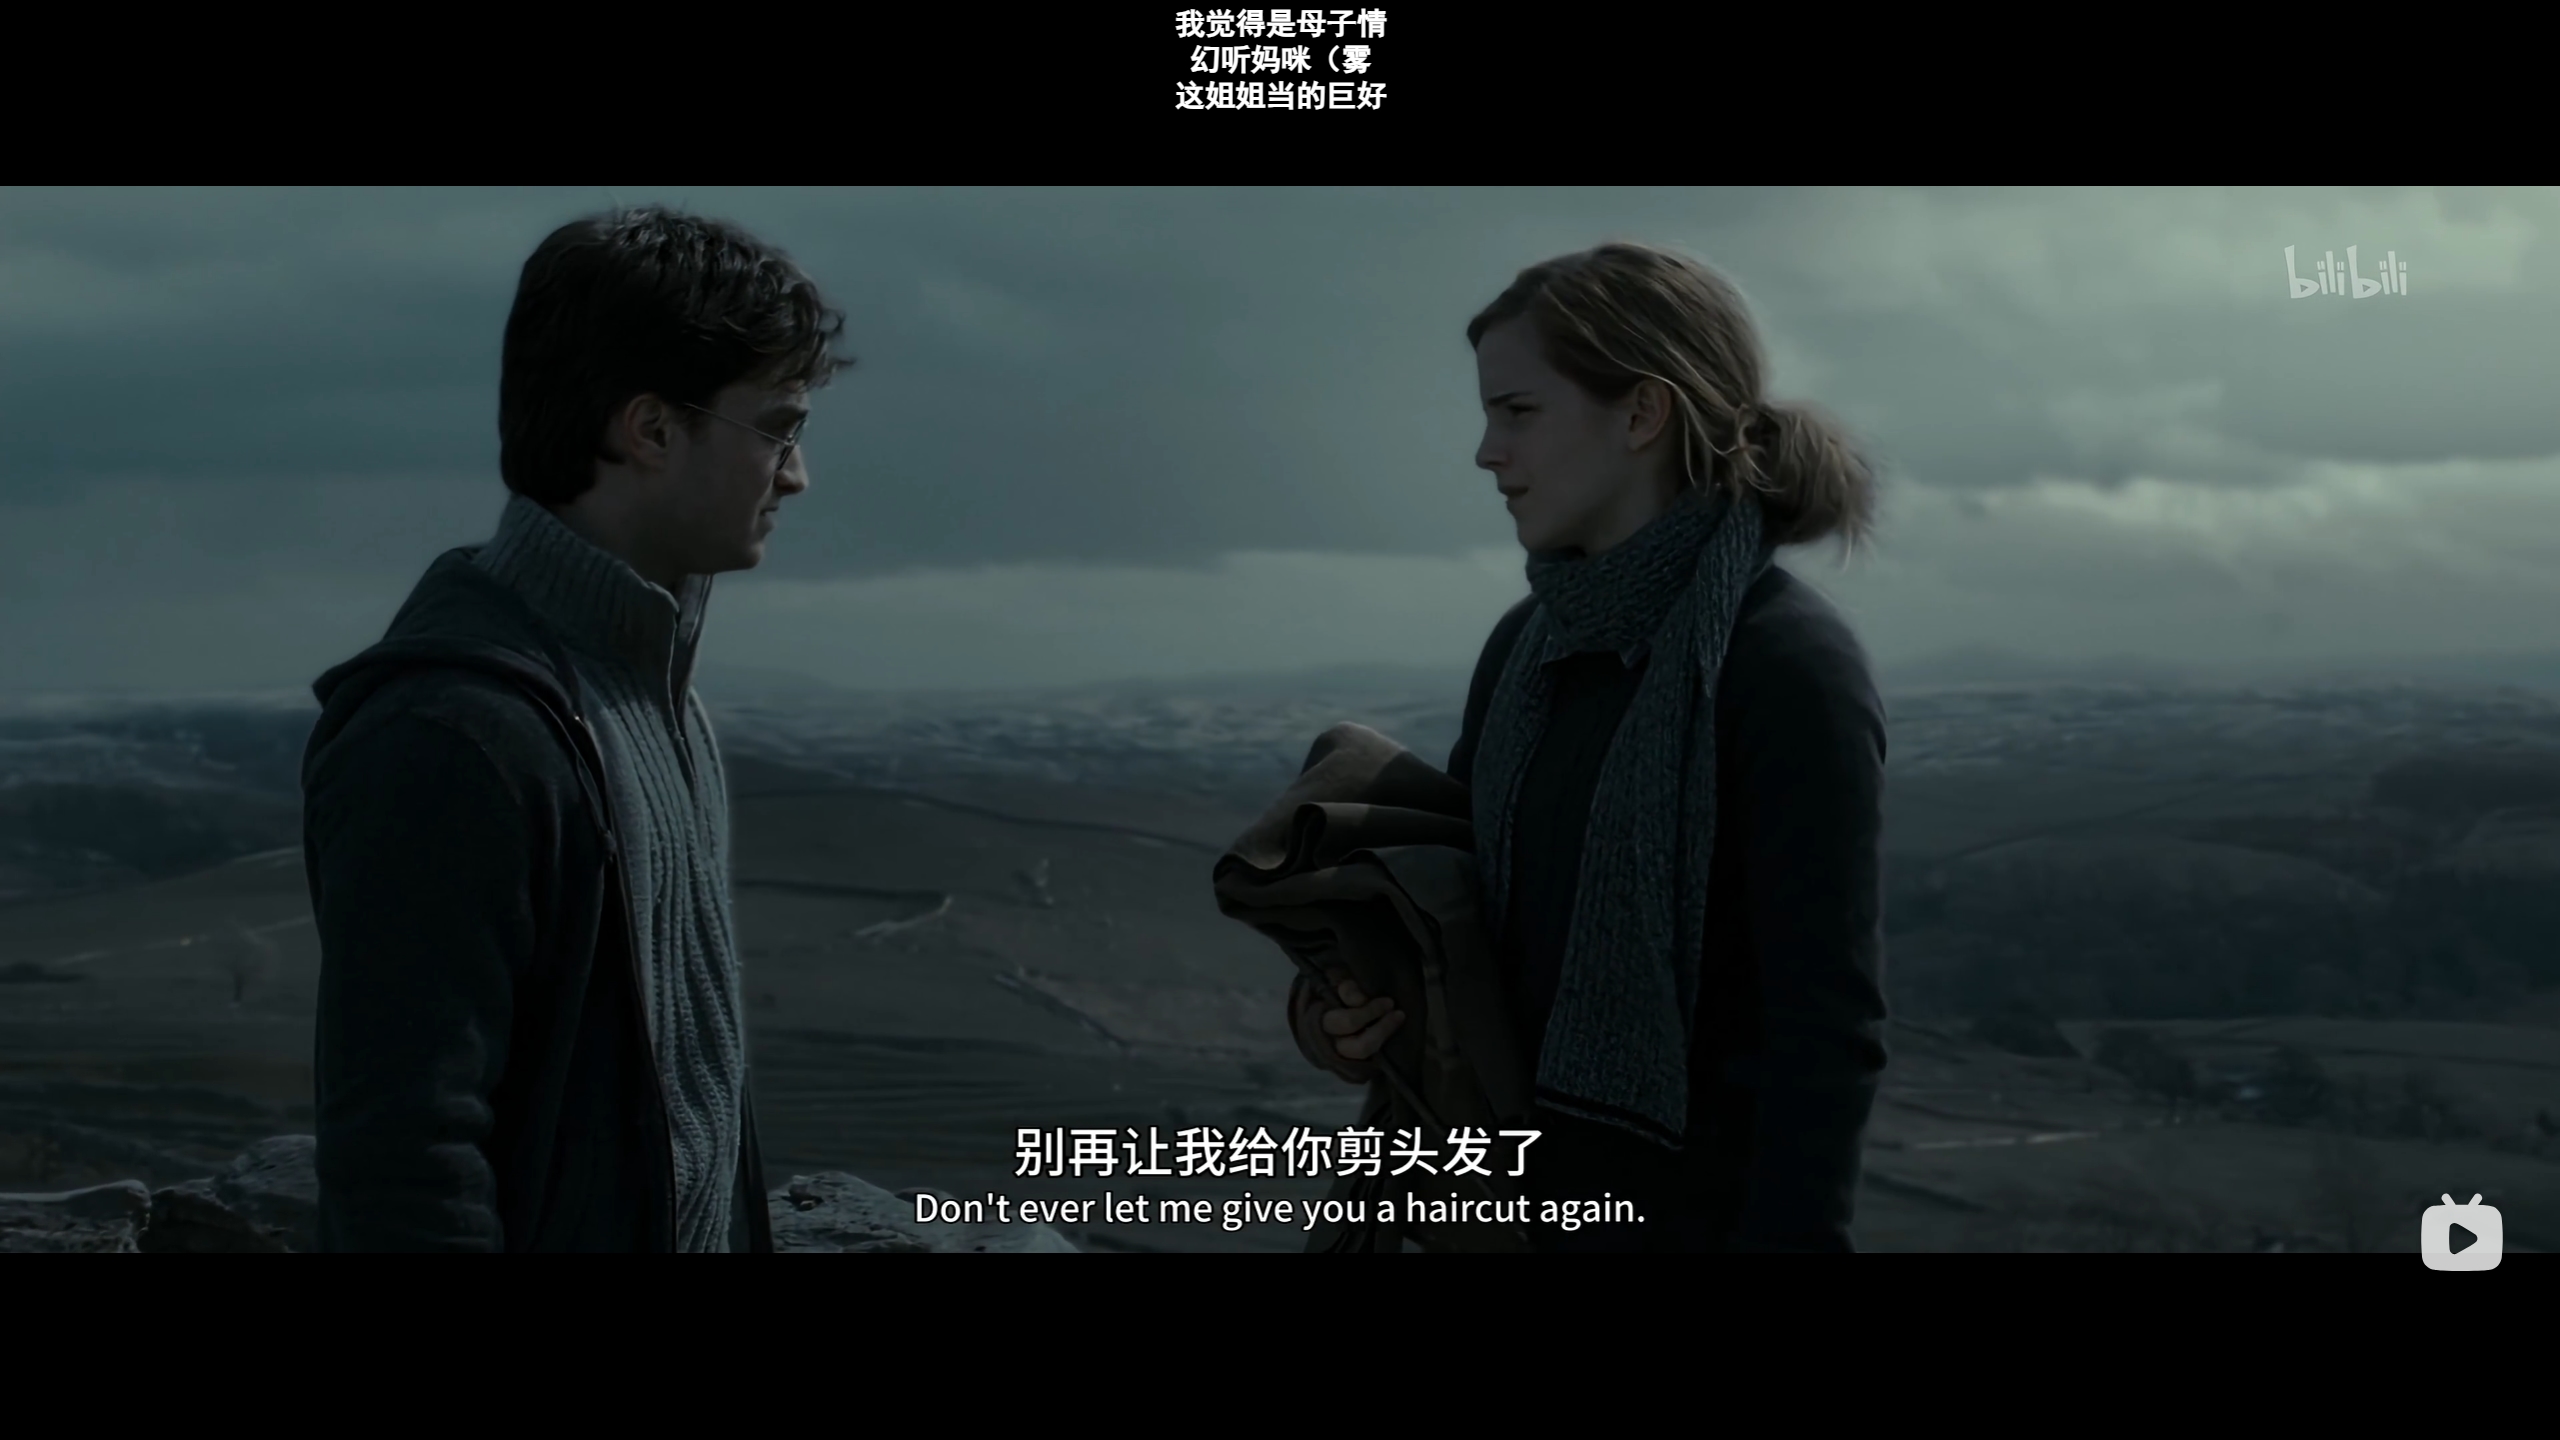 我觉得是母子情
幻听妈咪（雾
这姐姐当的巨好
bilibili
别再让我给你剪头发了
Don't ever let me give you a haircut again.